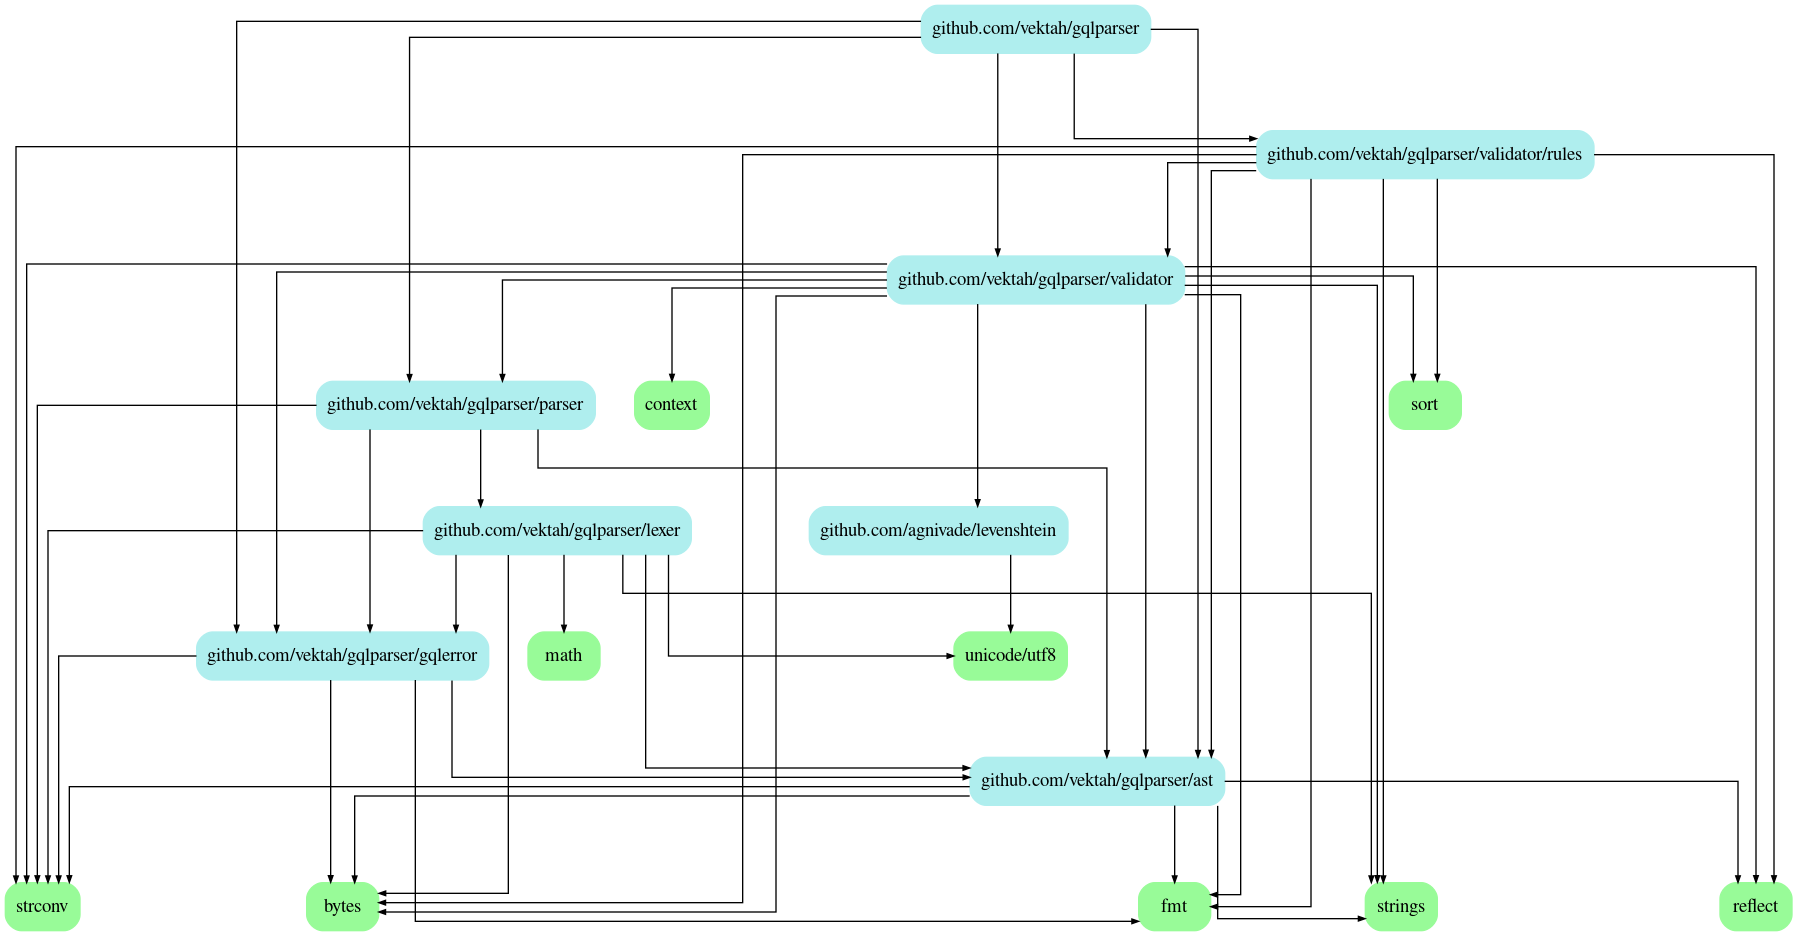 github.com/vektah/gqlparser
github.com/vektah/gqlparser/validator/rules
github.com/vektah/gqlparser/validator
github.com/vektah/gqlparser/parser
context
sort
github.com/vektah/gqlparser/lexer
github.com/agnivade/levenshtein
github.com/vektah/gqlparser/gqlerror
math
unicode/utf8
github.com/vektah/gqlparser/ast
strconv
bytes
fmt
strings
reflect